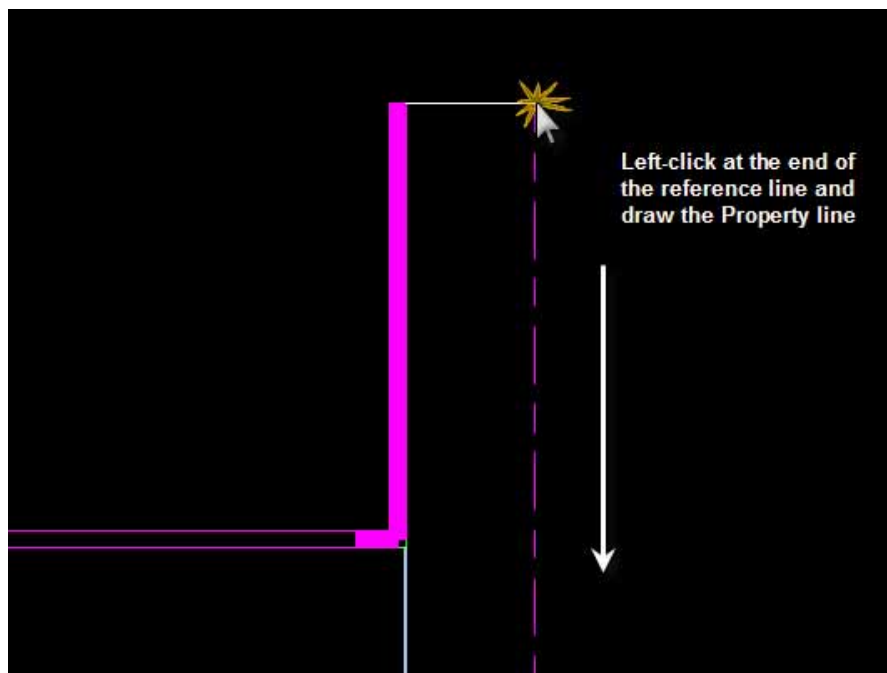 Left-click at the end of
the reference line and
draw the Property line